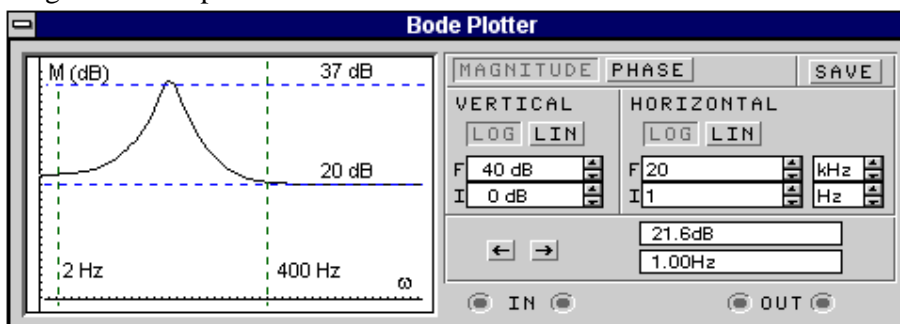 Bode Plotter
M (dB)
37 dB
20 dB
2 Hz
400 Hz
ω
MAGNITUDE PHASE SAVE
VERTICAL HORIZONTAL
LOG LIN LOG LIN
F 40 dB F 20 kHz
I 0 dB I 1 Hz
← →
21.6dB
1.00Hz
IN OUT